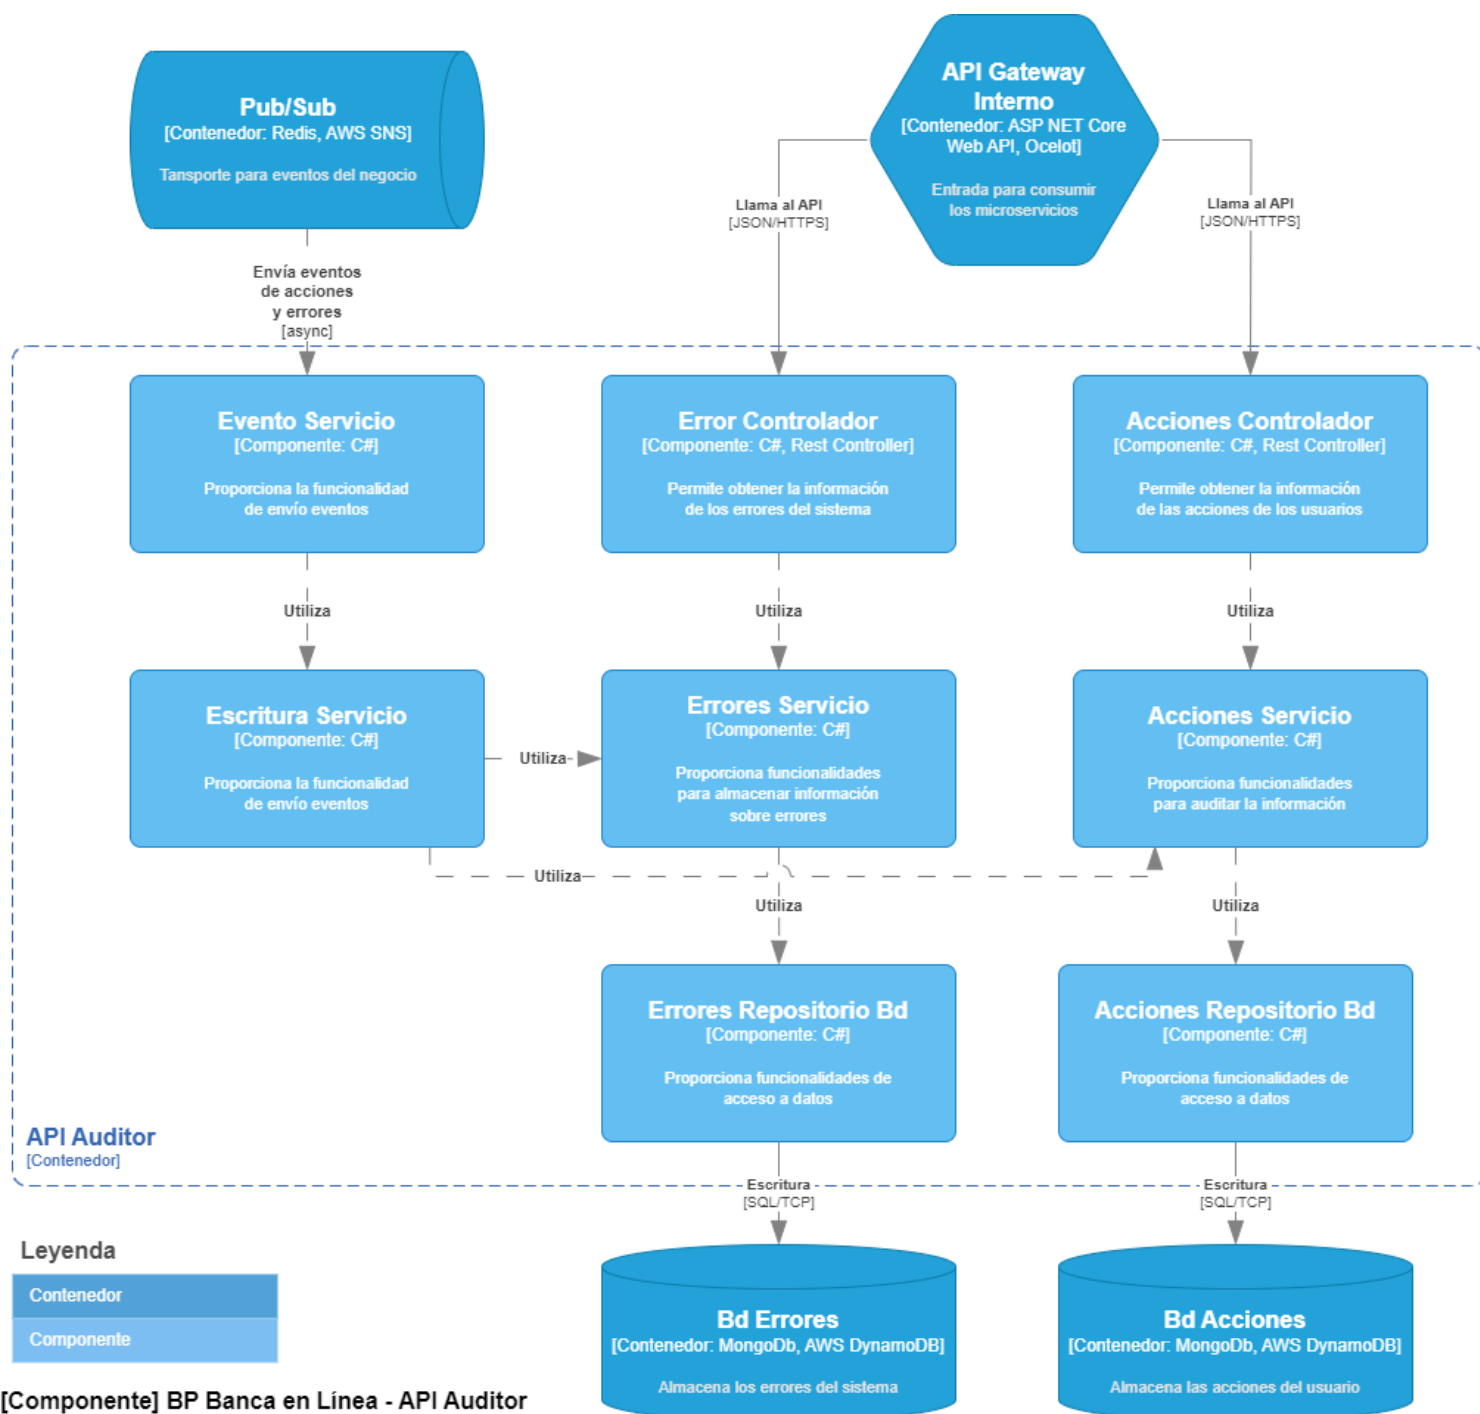 Pub/Sub
[Contenedor: Redis, AWS SNS]
Tansporte para eventos del negocio
API Gateway
Interno
[Contenedor: ASP NET Core
Web API, Ocelot]
Entrada para consumir
los microservicios
Llama al API
[JSON/HTTPS]
Llama al API
[JSON/HTTPS]
Envía eventos
de acciones
y errores
[async]
Evento Servicio
[Componente: C#]
Proporciona la funcionalidad
de envío eventos
Error Controlador
[Componente: C#, Rest Controller]
Permite obtener la información
de los errores del sistema
Acciones Controlador
[Componente: C#, Rest Controller]
Permite obtener la información
de las acciones de los usuarios
Utiliza
Utiliza
Utiliza
Escritura Servicio
[Componente: C#]
Proporciona la funcionalidad
de envío eventos
Utiliza
Errores Servicio
[Componente: C#]
Proporciona funcionalidades
para almacenar información
sobre errores
Acciones Servicio
[Componente: C#]
Proporciona funcionalidades
para auditar la información
Utiliza
Utiliza
Utiliza
Errores Repositorio Bd
[Componente: C#]
Proporciona funcionalidades de
acceso a datos
Acciones Repositorio Bd
[Componente: C#]
Proporciona funcionalidades de
acceso a datos
API Auditor
[Contenedor]
Escritura
[SQL/TCP]
Escritura
[SQL/TCP]
Leyenda
Contenedor
Componente
Bd Errores
[Contenedor: MongoDb, AWS DynamoDB]
Almacena los errores del sistema
Bd Acciones
[Contenedor: MongoDb, AWS DynamoDB]
Almacena las acciones del usuario
[Componente] BP Banca en Línea - API Auditor